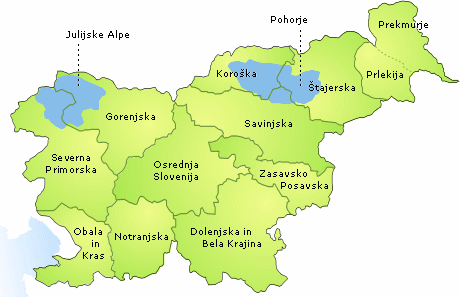 Pohorje
Prekmurje
Julijske Alpe
Koroška
Prlekija
Štajerska
Gorenjska
Savinjska
Severna
Primorska
Osrednja
Slovenija
Zasavsko
Posavska
Obala
in
Kras
Notranjska
Dolenjska in
Bela Krajina